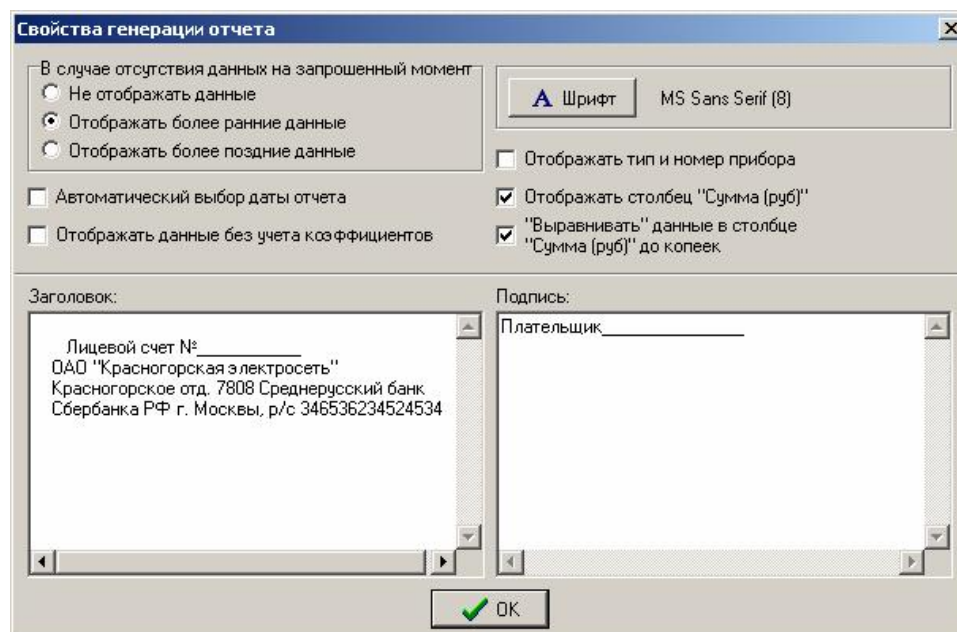 Свойства генерации отчета
В случае отсутствия данных на запрошенный момент
Не отображать данные
Отображать более ранние данные
Отображать более поздние данные
Автоматический выбор даты отчета
Отображать данные без учета коэффициентов
А Шрифт
MS Sans Serif (8)
Отображать тип и номер прибора
Отображать столбец "Сумма (руб)"
"Выравнивать" данные в столбце
"Сумма (руб)" до копеек
Заголовок:
Лицевой счет №___________
ОАО "Красногорская электросеть"
Красногорское отд. 7808 Среднерусский банк
Сбербанка РФ г. Москвы, р/с 346536234524534
Подпись:
Плательщик_______________
OK